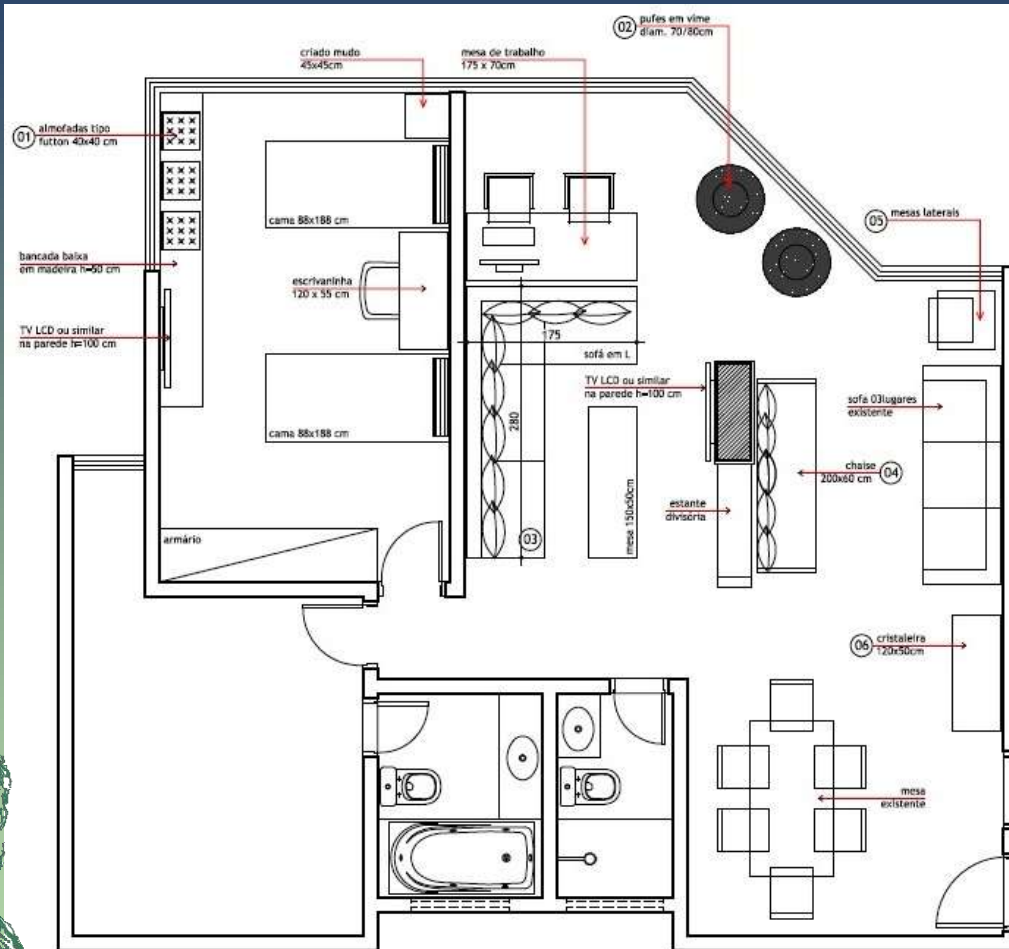 02
pufes em vime
diam. 70/80cm
criado mudo
45x45cm
mesa de trabalho
175 x 70cm
01
almofadas tipo
futton 40x40 cm
cama 88x188 cm
05
mesas laterais
bancada baixa
em madeira h=50 cm
escrivaninha
120 x 55 cm
TV LCD ou similar
na parede h=100 cm
175
sofá em L
TV LCD ou similar
na parede h=100 cm
280
sofa 03lugares
existente
cama 88x188 cm
chaise
200x60 cm
04
mesa 150x50cm
estante
divisória
armário
03
06
cristaleira
120x50cm
mesa
existente